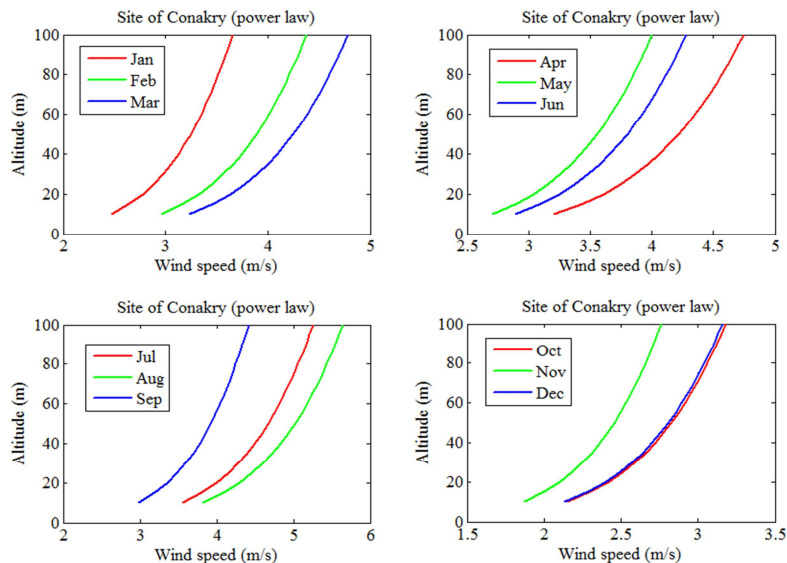 Site of Conakry (power law)
100
80
60
40
20
0
Altitude (m)
Jan
Feb
Mar
2 3 4 5
Wind speed (m/s)
Site of Conakry (power law)
100
80
60
40
20
0
Altitude (m)
Apr
May
Jun
2.5 3 3.5 4 4.5 5
Wind speed (m/s)
Site of Conakry (power law)
100
80
60
40
20
0
Altitude (m)
Jul
Aug
Sep
2 3 4 5 6
Wind speed (m/s)
Site of Conakry (power law)
100
80
60
40
20
0
Altitude (m)
Oct
Nov
Dec
1.5 2 2.5 3 3.5
Wind speed (m/s)